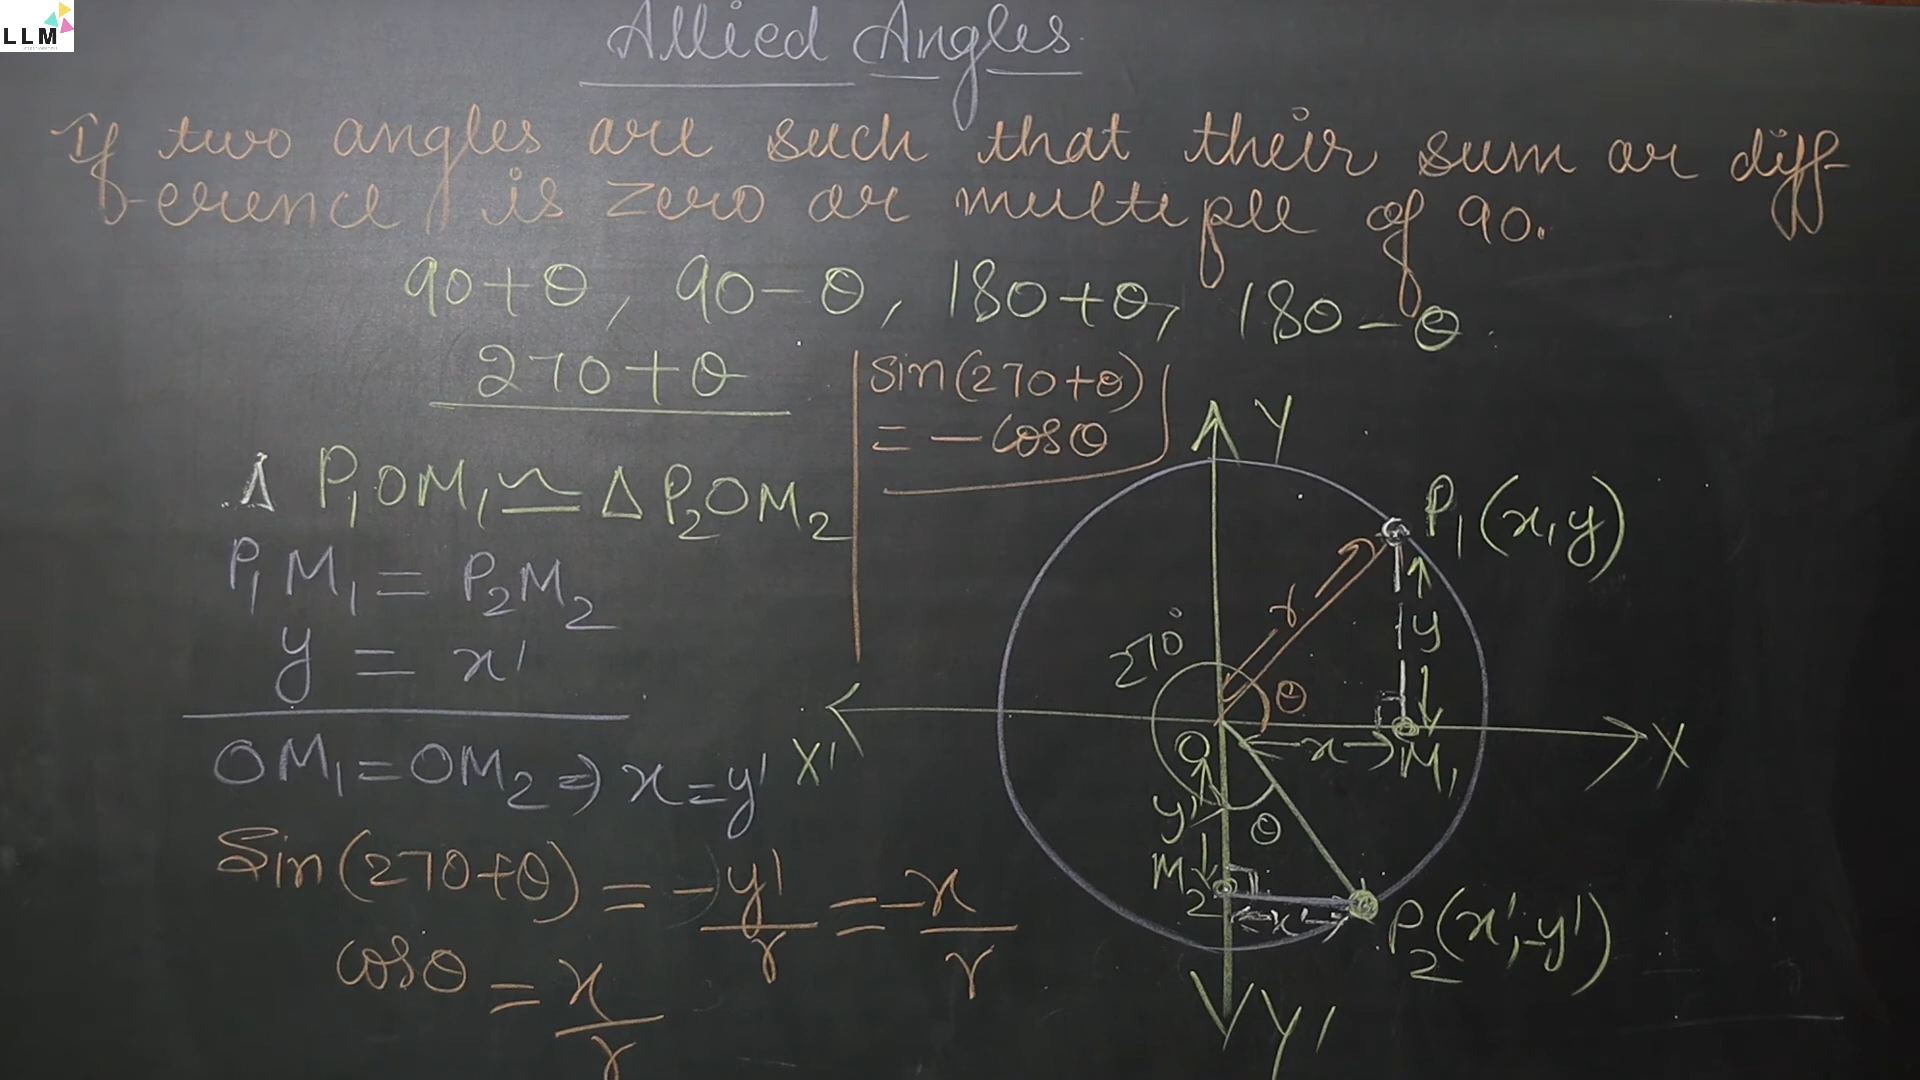 LLM
Allied Angles
If two angles are such that their sum or diff-
erence is zero or multiple of 90.
90+θ, 90-θ, 180+θ, 180-θ.
270+θ
sin(270+θ)
= -cosθ
Δ P₁OM₁ ≃ Δ P₂OM₂
P₁M₁ = P₂M₂
y = x'
OM₁ = OM₂ ⇒ x = y'
Sin(270+θ) = -y'/r = -x/r
cosθ = x/r
Y
P₁(x,y)
r
y
270°
θ
X'
O
x
M₁
X
y'
θ
M₂
x'
P₂(x',-y')
Y'